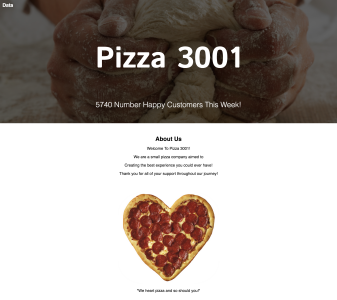 Data
Pizza 3001
5740 Number Happy Customers This Week!
About Us
Welcome To Pizza 3001!
We are a small pizza company aimed to
Creating the best experience you could ever have!
Thank you for all of your support throughout our journey!
"We heart pizza and so should you!"